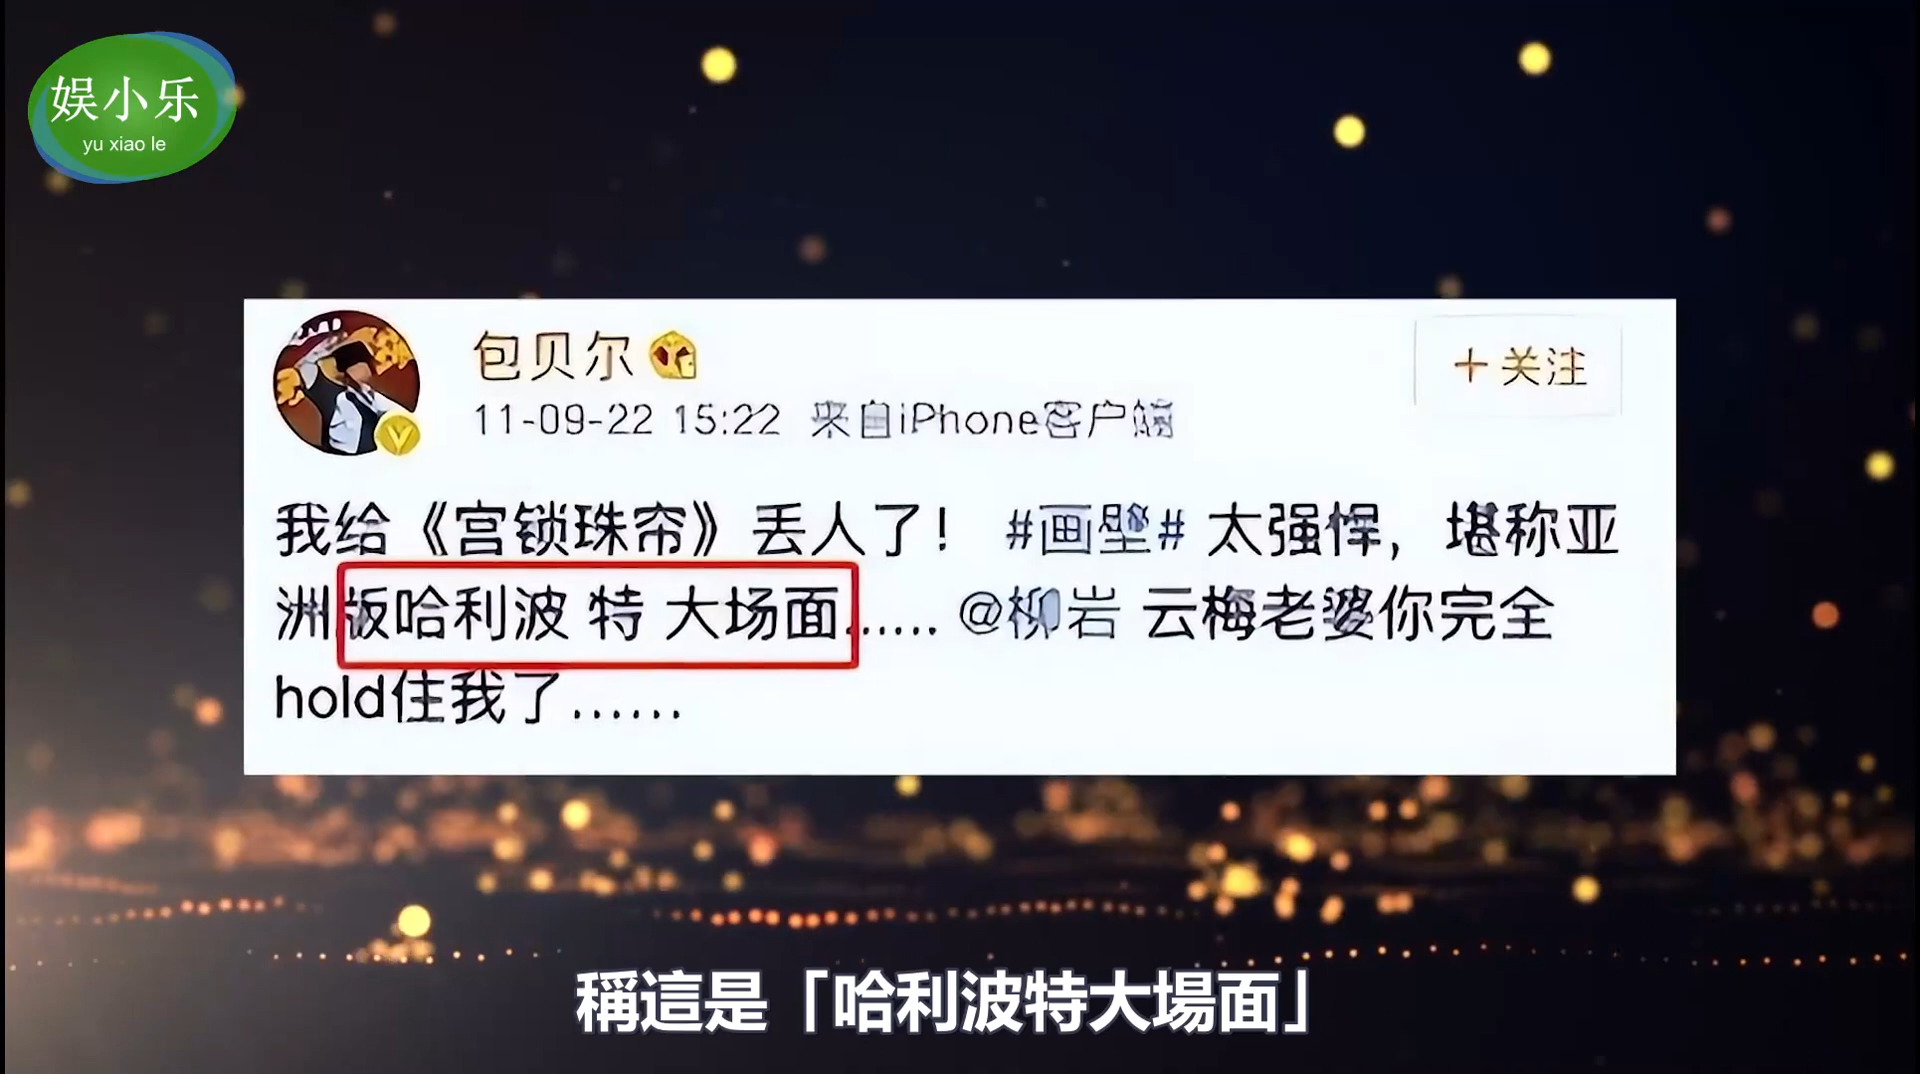 娱小乐
yu xiao le
包贝尔
+关注
11-09-22 15:22 来自iPhone客户端
我给《宫锁珠帘》丢人了! #画壁# 太强悍，堪称亚
洲版哈利波 特 大场面...... @柳岩 云梅老婆你完全
hold住我了......
稱這是「哈利波特大場面」